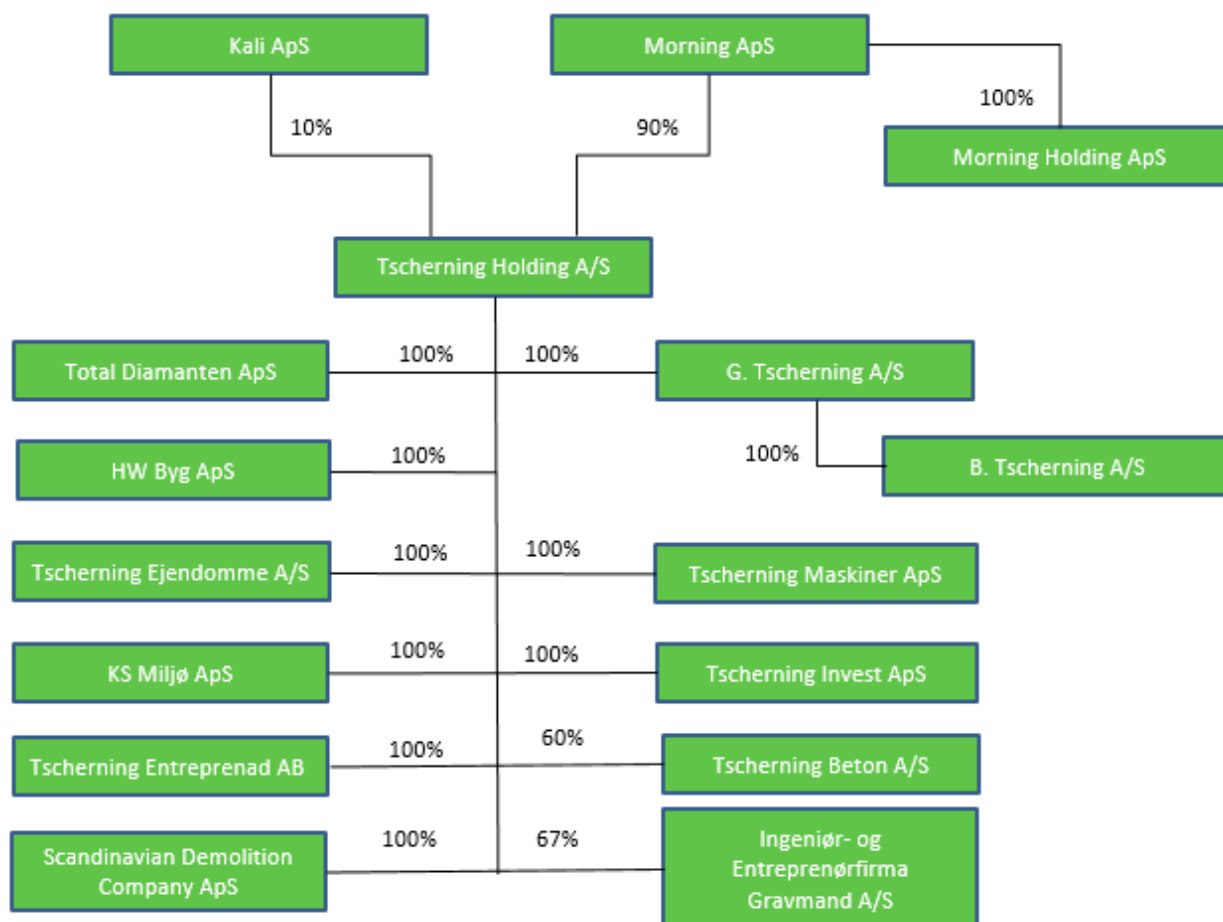 Kali ApS
Morning ApS
10%
90%
100%
Morning Holding ApS
Tscherning Holding A/S
100%
100%
Total Diamanten ApS
G. Tscherning A/S
100%
100%
HW Byg ApS
B. Tscherning A/S
100%
100%
Tscherning Ejendomme A/S
Tscherning Maskiner ApS
100%
100%
KS Miljø ApS
Tscherning Invest ApS
100%
60%
Tscherning Entreprenad AB
Tscherning Beton A/S
100%
67%
Scandinavian Demolition
Company ApS
Ingeniør- og
Entreprenørfirma
Gravmand A/S